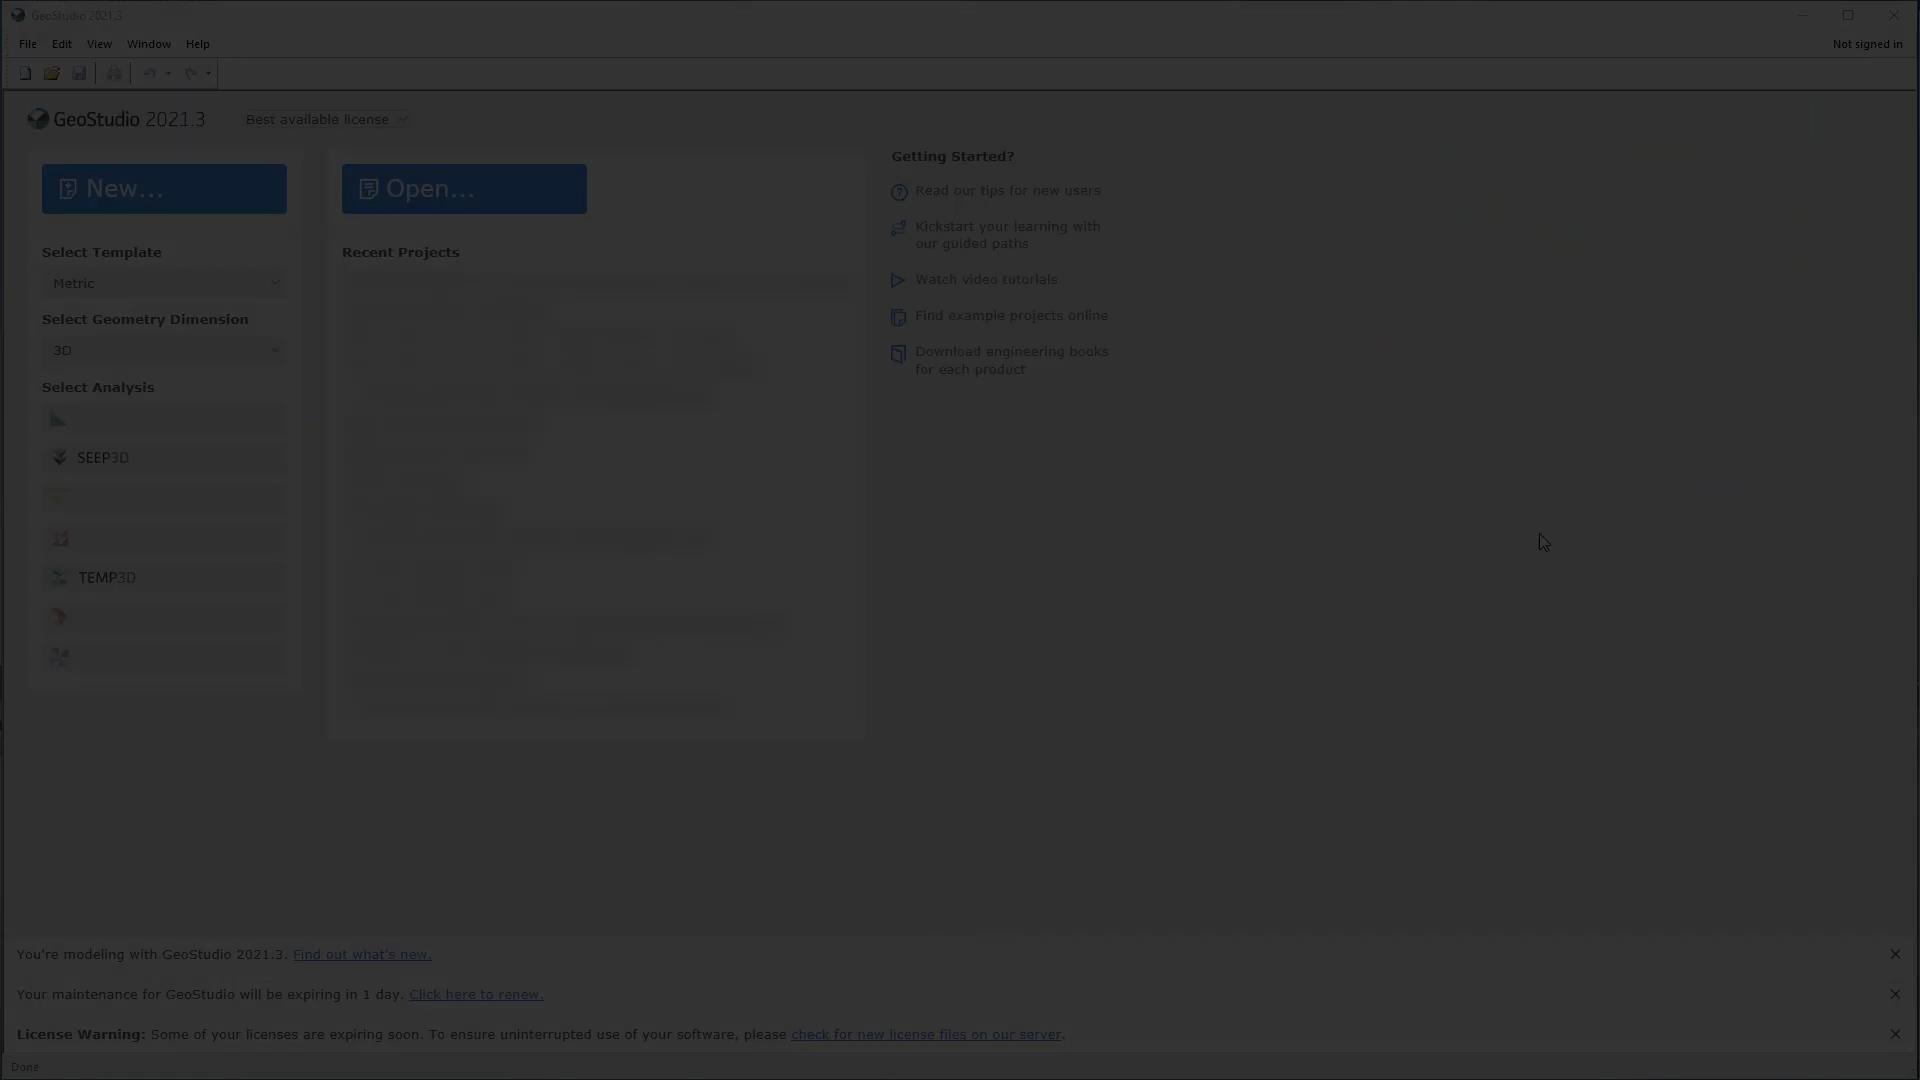 GeoStudio 2021.3
File Edit View Window Help
Not signed in
GeoStudio 2021.3
Best available license
New...
Select Template
Metric
Select Geometry Dimension
3D
Select Analysis
SEEP3D
TEMP3D
Open...
Recent Projects
Getting Started?
Read our tips for new users
Kickstart your learning with
our guided paths
Watch video tutorials
Find example projects online
Download engineering books
for each product
You're modeling with GeoStudio 2021.3. Find out what's new.
Your maintenance for GeoStudio will be expiring in 1 day. Click here to renew.
License Warning: Some of your licenses are expiring soon. To ensure uninterrupted use of your software, please check for new license files on our server.
Done